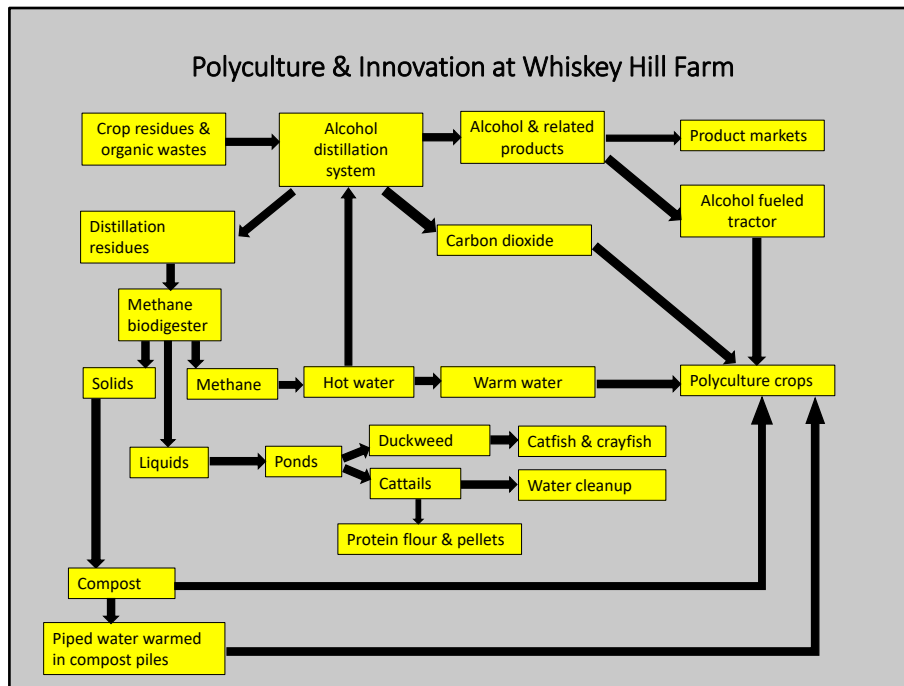 Polyculture & Innovation at Whiskey Hill Farm
Crop residues &
organic wastes
Alcohol
distillation
system
Alcohol & related
products
Product markets
Alcohol fueled
tractor
Distillation
residues
Carbon dioxide
Methane
biodigester
Solids
Methane
Hot water
Warm water
Polyculture crops
Liquids
Ponds
Duckweed
Catfish & crayfish
Cattails
Water cleanup
Protein flour & pellets
Compost
Piped water warmed
in compost piles